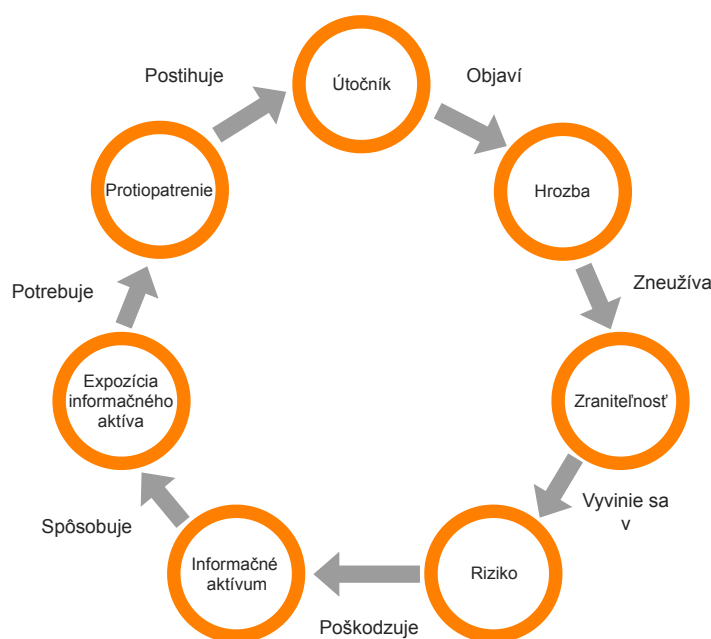 Útočník
Objaví
Hrozba
Zneužíva
Zraniteľnosť
Vyvinie sa
v
Riziko
Poškodzuje
Informačné
aktívum
Spôsobuje
Expozícia
informačného
aktíva
Potrebuje
Protiopatrenie
Postihuje